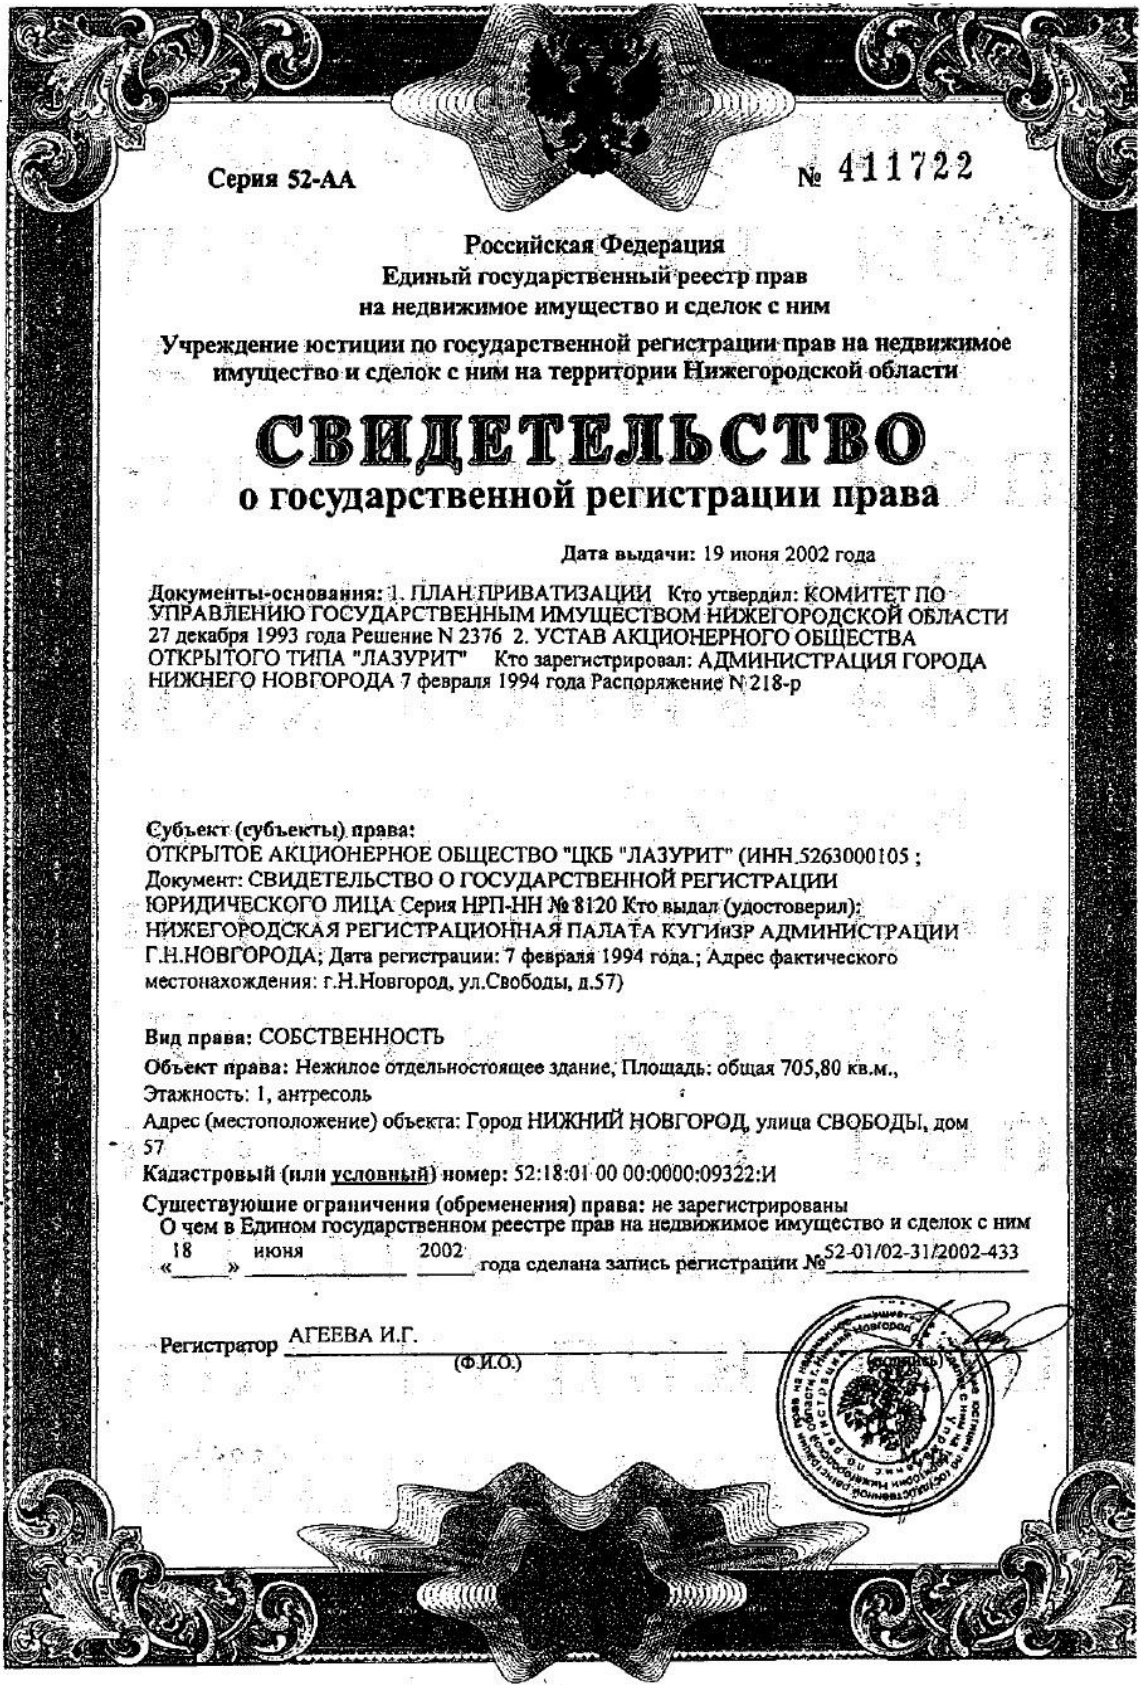 Серия 52-АА
№ 411722
Российская Федерация
Единый государственный реестр прав
на недвижимое имущество и сделок с ним
Учреждение юстиции по государственной регистрации прав на недвижимое
имущество и сделок с ним на территории Нижегородской области
СВИДЕТЕЛЬСТВО
о государственной регистрации права
Дата выдачи: 19 июня 2002 года
Документы-основания: 1. ПЛАН ПРИВАТИЗАЦИИ Кто утвердил: КОМИТЕТ ПО
УПРАВЛЕНИЮ ГОСУДАРСТВЕННЫМ ИМУЩЕСТВОМ НИЖЕГОРОДСКОЙ ОБЛАСТИ
27 декабря 1993 года Решение N 2376 2. УСТАВ АКЦИОНЕРНОГО ОБЩЕСТВА
ОТКРЫТОГО ТИПА "ЛАЗУРИТ" Кто зарегистрировал: АДМИНИСТРАЦИЯ ГОРОДА
НИЖНЕГО НОВГОРОДА 7 февраля 1994 года Распоряжение N 218-р
Субъект (субъекты) права:
ОТКРЫТОЕ АКЦИОНЕРНОЕ ОБЩЕСТВО "ЦКБ "ЛАЗУРИТ" (ИНН.5263000105 ;
Документ: СВИДЕТЕЛЬСТВО О ГОСУДАРСТВЕННОЙ РЕГИСТРАЦИИ
ЮРИДИЧЕСКОГО ЛИЦА Серия НРП-НН № 8120 Кто выдал (удостоверил):
НИЖЕГОРОДСКАЯ РЕГИСТРАЦИОННАЯ ПАЛАТА КУГИиЗР АДМИНИСТРАЦИИ
Г.Н.НОВГОРОДА; Дата регистрации: 7 февраля 1994 года.; Адрес фактического
местонахождения: г.Н.Новгород, ул.Свободы, д.57)
Вид права: СОБСТВЕННОСТЬ
Объект права: Нежилое отдельностоящее здание, Площадь: общая 705,80 кв.м.,
Этажность: 1, антресоль
Адрес (местоположение) объекта: Город НИЖНИЙ НОВГОРОД, улица СВОБОДЫ, дом
57
Кадастровый (или условный) номер: 52:18:01 00 00:0000:09322:И
Существующие ограничения (обременения) права: не зарегистрированы
О чем в Едином государственном реестре прав на недвижимое имущество и сделок с ним
« 18 » июня 2002 года сделана запись регистрации № 52-01/02-31/2002-433
Регистратор АГЕЕВА И.Г.
(Ф.И.О.) (подпись)